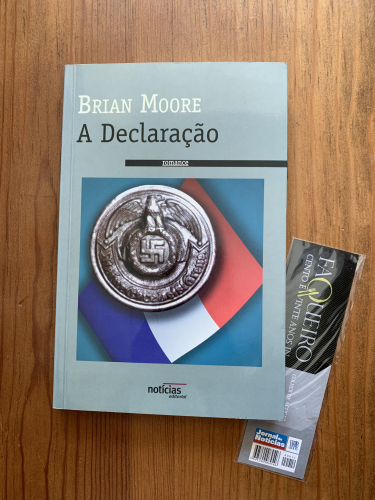 BRIAN MOORE
A Declaração
romance
notícias
editorial
FAQUEIRO
CENTO E VINTE ANOS
Jornal de
Notícias